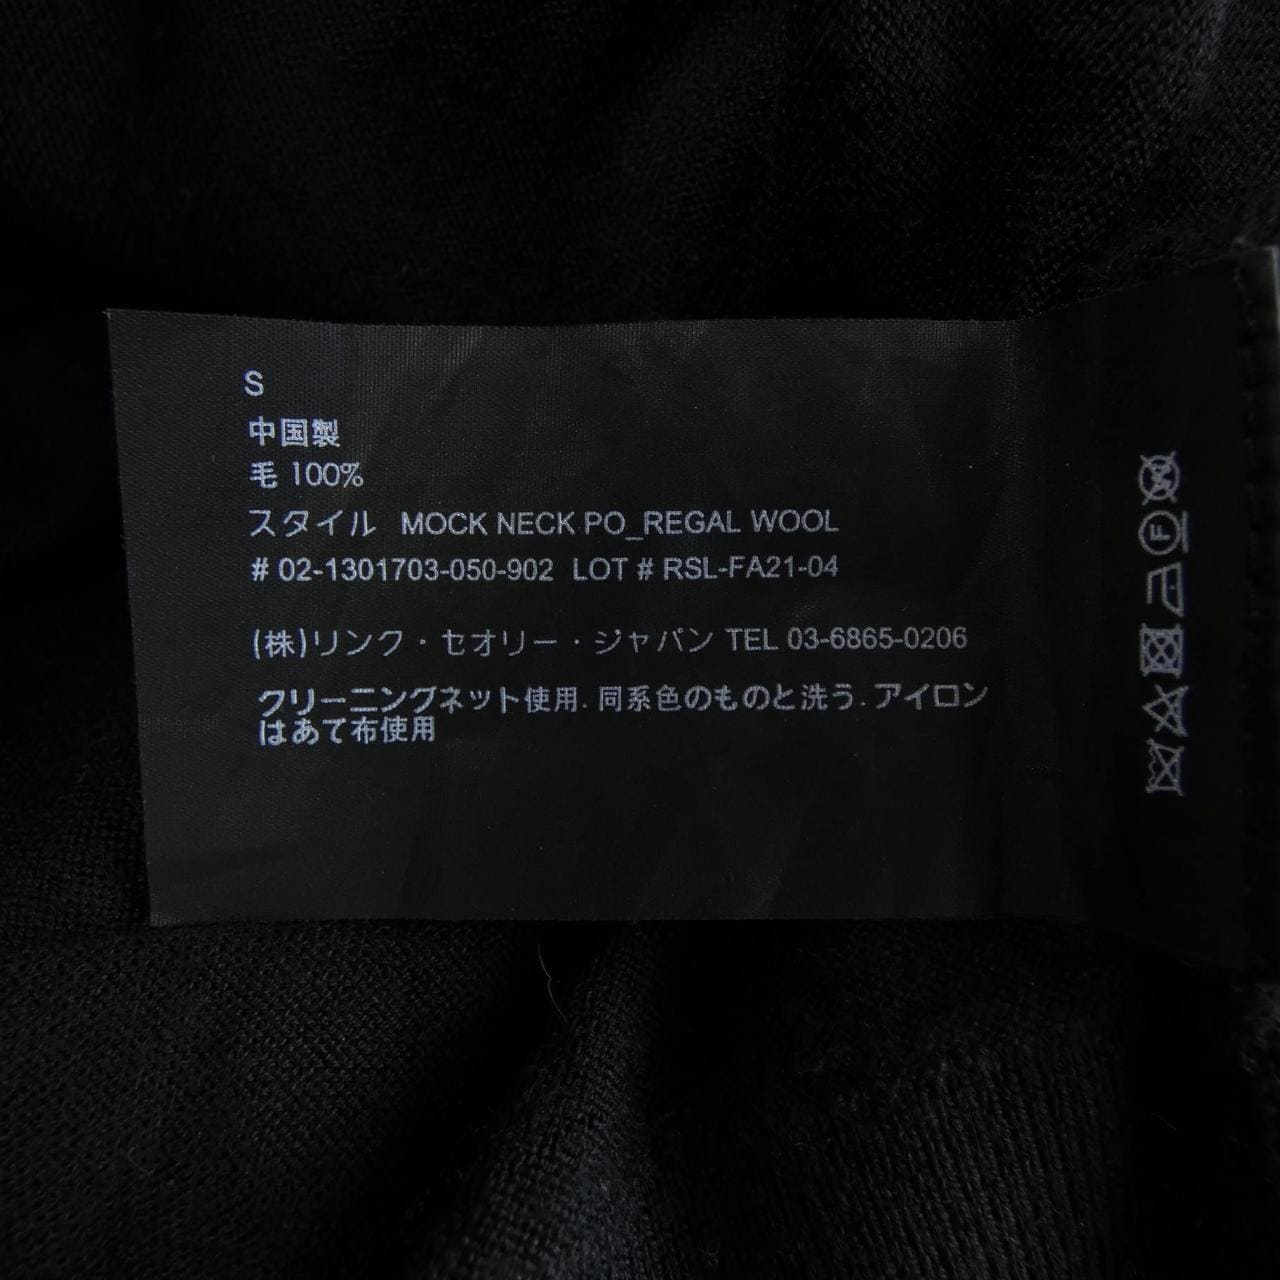 S
中国製
毛 100%
スタイル MOCK NECK PO_REGAL WOOL
# 02-1301703-050-902 LOT # RSL-FA21-04
(株)リンク・セオリー・ジャパン TEL 03-6865-0206
クリーニングネット使用.同系色のものと洗う.アイロン
はあて布使用
W
F